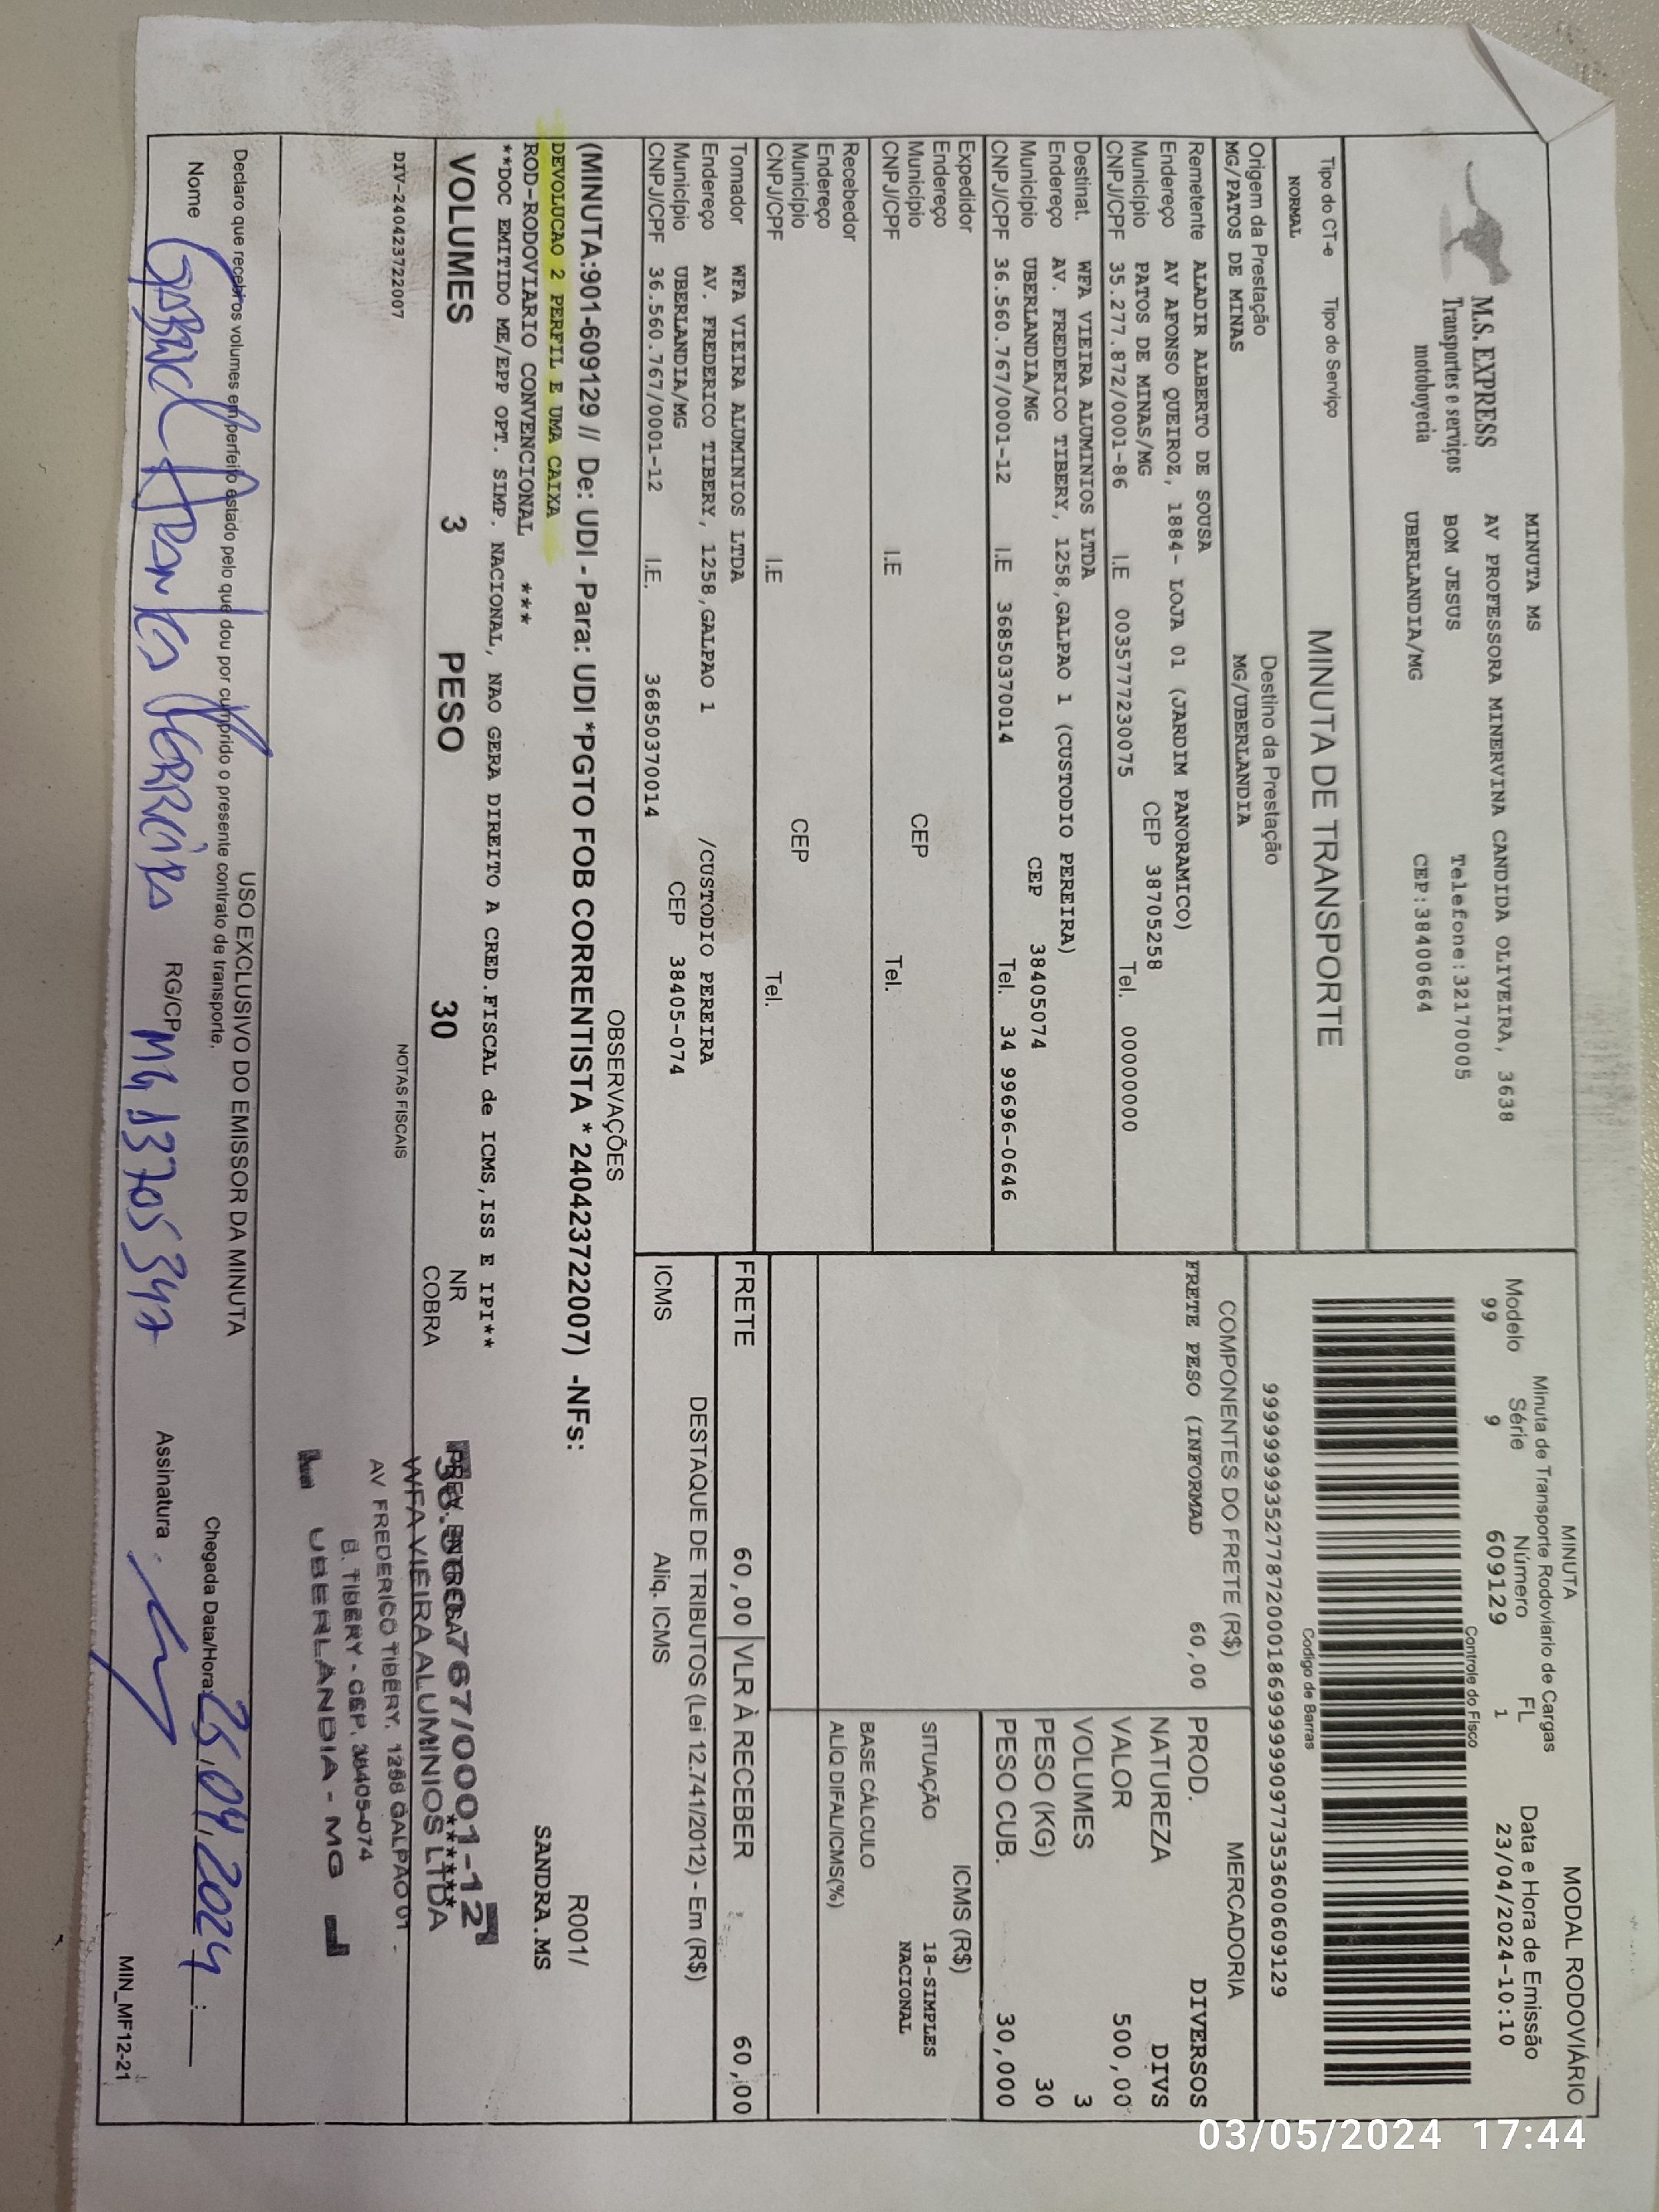 M.S. EXPRESS
Transportes e serviços
motoboyecia
MINUTA MS
AV PROFESSORA MINERVINA CANDIDA OLIVEIRA, 3638
BOM JESUS Telefone:32170005
UBERLANDIA/MG CEP:38400664
MINUTA MODAL RODOVIÁRIO
Minuta de Transporte Rodoviario de Cargas
Modelo Série Número FL Data e Hora de Emissão
99 9 609129 1 23/04/2024-10:10
Controle do Fisco
Codigo de Barras
MINUTA DE TRANSPORTE
Tipo do CT-e Tipo do Serviço
NORMAL
Origem da Prestação Destino da Prestação
MG/PATOS DE MINAS MG/UBERLANDIA
Remetente ALADIR ALBERTO DE SOUSA
Endereço AV AFONSO QUEIROZ, 1884- LOJA 01 (JARDIM PANORAMICO)
Município PATOS DE MINAS/MG CEP 38705258
CNPJ/CPF 35.277.872/0001-86 I.E 0035777230075 Tel. 00000000
Destinat. WFA VIEIRA ALUMINIOS LTDA
Endereço AV. FREDERICO TIBERY, 1258,GALPAO 1 (CUSTODIO PEREIRA)
Município UBERLANDIA/MG CEP 38405074
CNPJ/CPF 36.560.767/0001-12 I.E 36850370014 Tel. 34 99696-0646
Expedidor
Endereço
Município CEP
CNPJ/CPF I.E Tel.
Recebedor
Endereço
Município CEP
CNPJ/CPF I.E Tel.
Tomador WFA VIEIRA ALUMINIOS LTDA
Endereço AV. FREDERICO TIBERY, 1258,GALPAO 1 /CUSTODIO PEREIRA
Município UBERLANDIA/MG CEP 38405-074
CNPJ/CPF 36.560.767/0001-12 I.E. 36850370014
COMPONENTES DO FRETE (R$)
FRETE PESO (INFORMAD 60,00
MERCADORIA
PROD. DIVERSOS
NATUREZA DIVS
VALOR 500,00
VOLUMES 3
PESO (KG) 30
PESO CUB. 30,000
ICMS (R$)
SITUAÇÃO 18-SIMPLES
NACIONAL
BASE CÁLCULO
ALÍQ DIFAL/ICMS(%)
FRETE 60,00 VLR À RECEBER 60,00
DESTAQUE DE TRIBUTOS (Lei 12.741/2012) - Em (R$)
ICMS Aliq. ICMS
OBSERVAÇÕES
(MINUTA:901-609129 // De: UDI - Para: UDI *PGTO FOB CORRENTISTA * 240423722007) -NFs: R001/
DEVOLUCAO 2 PERFIL E UMA CAIXA
SANDRA.MS
ROD-RODOVIARIO CONVENCIONAL ***
**DOC EMITIDO ME/EPP OPT. SIMP. NACIONAL, NAO GERA DIREITO A CRED.FISCAL de ICMS,ISS E IPI**
VOLUMES 3 PESO 30 NR COBRA PREV. ENTREGA ******
NOTAS FISCAIS
DIV-240423722007
767/0001-12
WFA VIEIRA ALUMINIOS LTDA
AV FREDERICO TIBERY, 1258 GALPÃO 01 -
B. TIBERY - CEP. 38405-074
UBERLÂNDIA - MG
USO EXCLUSIVO DO EMISSOR DA MINUTA
Declaro que recebi os volumes em perfeito estado pelo que dou por cumprido o presente contrato de transporte.
Chegada Data/Hora: 25/04/2024 :
Nome RG/CPF MG 13705347 Assinatura
MIN_MF12-21
03/05/2024 17:44